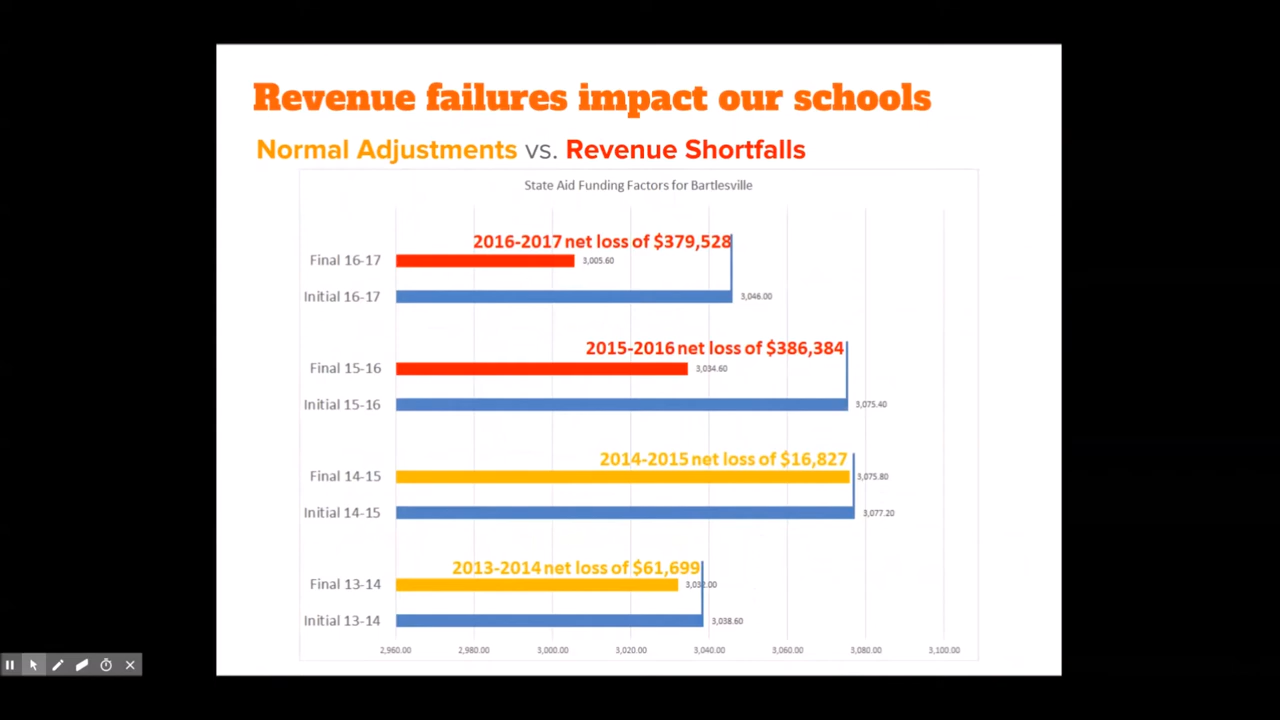 Revenue failures impact our schools
Normal Adjustments vs. Revenue Shortfalls
State Aid Funding Factors for Bartlesville
2016-2017 net loss of $379,528
Final 16-17 3,005.60
Initial 16-17 3,046.00
2015-2016 net loss of $386,384
Final 15-16 3,034.60
Initial 15-16 3,075.40
2014-2015 net loss of $16,827
Final 14-15 3,075.80
Initial 14-15 3,077.20
2013-2014 net loss of $61,699
Final 13-14 3,032.00
Initial 13-14 3,038.60
2,960.00 2,980.00 3,000.00 3,020.00 3,040.00 3,060.00 3,080.00 3,100.00